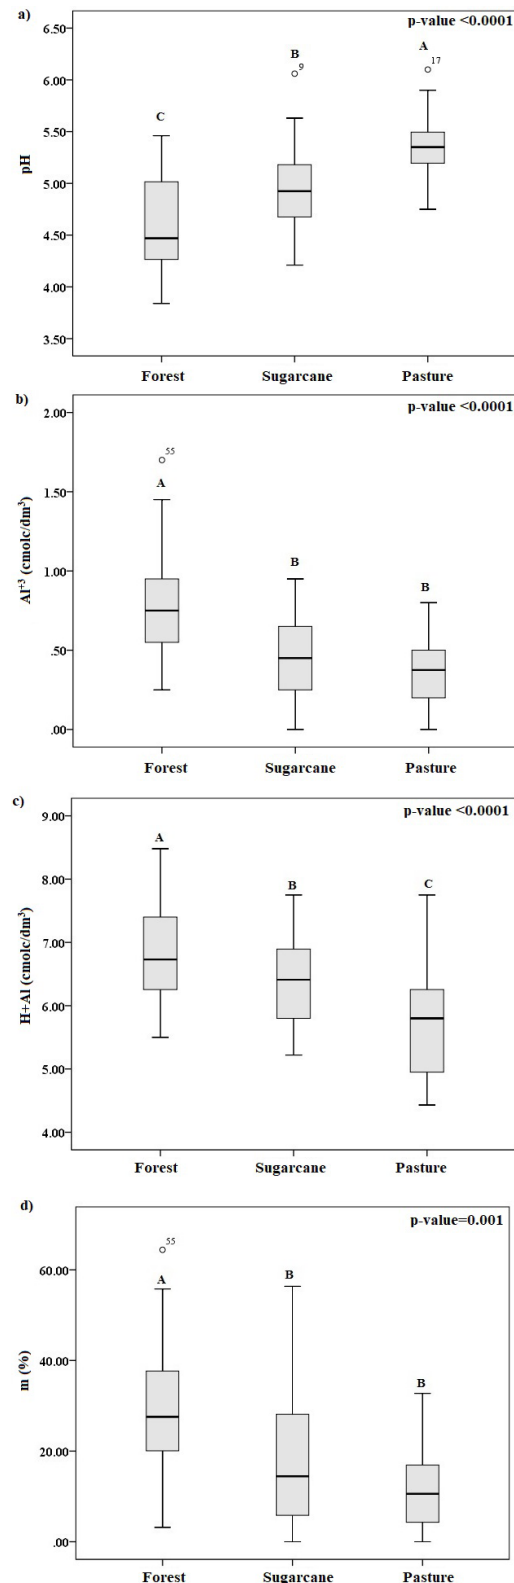 a)
p-value <0.0001
6.50
6.00
5.50
5.00
4.50
4.00
3.50
pH
C
B
9
A
17
Forest Sugarcane Pasture
b)
p-value <0.0001
2.00
1.50
1.00
.50
.00
Al⁺³ (cmolc/dm³)
55
A
B
B
Forest Sugarcane Pasture
c)
p-value <0.0001
9.00
8.00
7.00
6.00
5.00
4.00
H+Al (cmolc/dm³)
A
B
C
Forest Sugarcane Pasture
d)
p-value=0.001
60.00
40.00
20.00
.00
m (%)
55
A
B
B
Forest Sugarcane Pasture